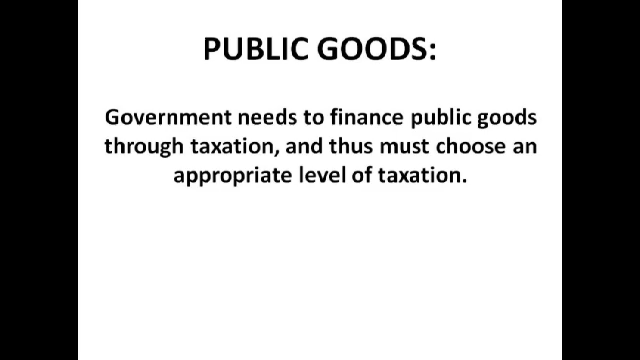 PUBLIC GOODS:
Government needs to finance public goods
through taxation, and thus must choose an
appropriate level of taxation.